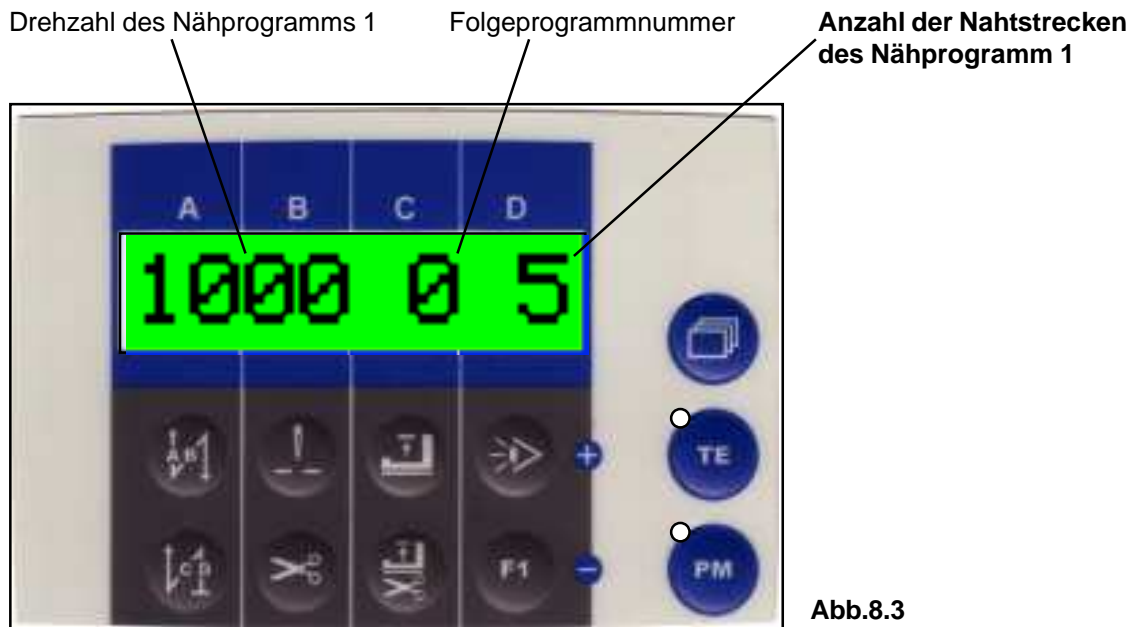 Drehzahl des Nähprogramms 1 Folgeprogrammnummer Anzahl der Nahtstrecken
des Nähprogramm 1
A B C D
1000 0 5
A B
TE
C D
F1
PM
Abb.8.3